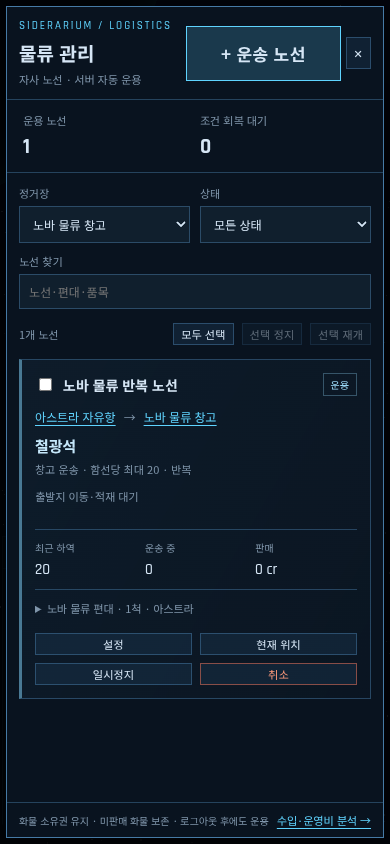 SIDERARIUM / LOGISTICS
물류 관리
자사 노선 · 서버 자동 운용
+ 운송 노선
×
운용 노선
조건 회복 대기
1
0
정거장
상태
노바 물류 창고
모든 상태
노선 찾기
노선·편대·품목
1개 노선
모두 선택
선택 정지
선택 재개
노바 물류 반복 노선
운용
아스트라 자유항 → 노바 물류 창고
철광석
창고 운송 · 함선당 최대 20 · 반복
출발지 이동·적재 대기
최근 하역
운송 중
판매
20
0
0 cr
▶ 노바 물류 편대 · 1척 · 아스트라
설정
현재 위치
일시정지
취소
화물 소유권 유지 · 미판매 화물 보존 · 로그아웃 후에도 운용
수입·운영비 분석 →